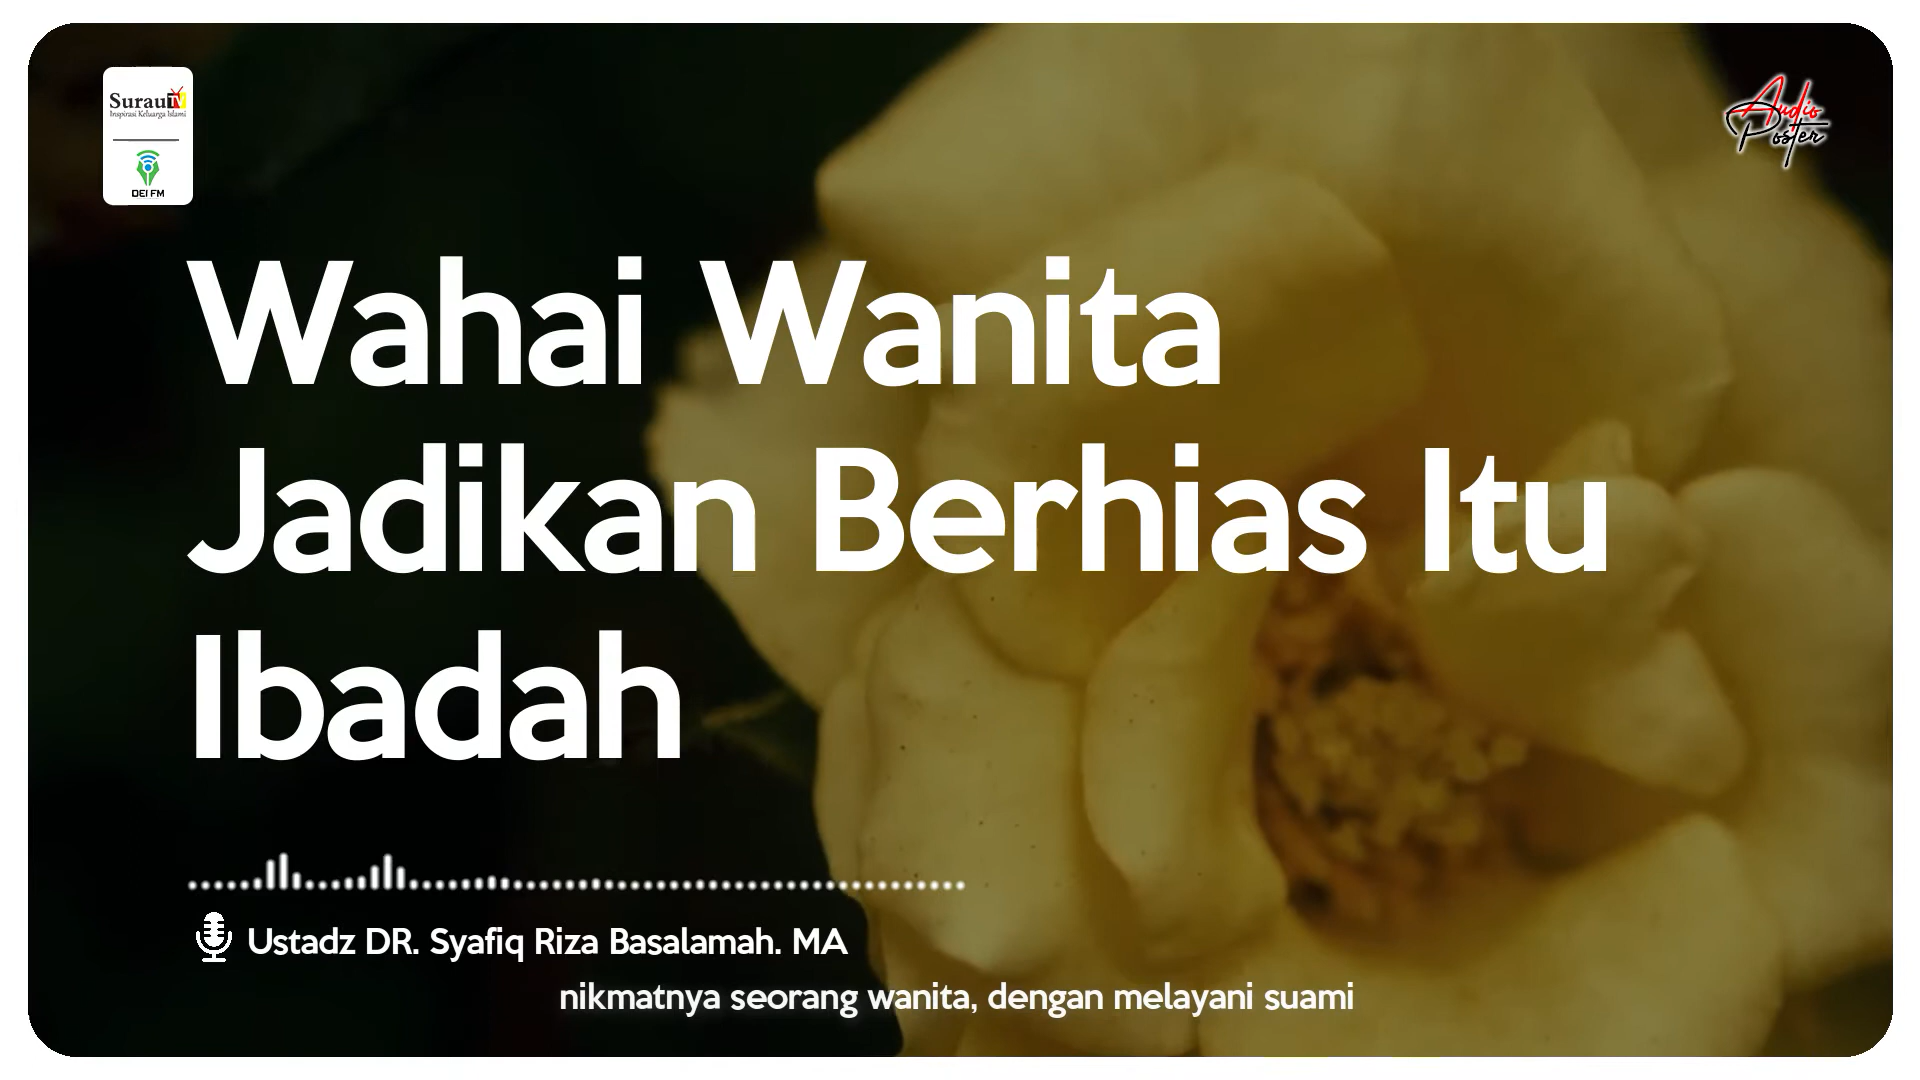 SurauTV
Inspirasi Keluarga Islami
DEI FM
Audio
Poster
Wahai Wanita
Jadikan Berhias Itu
Ibadah
Ustadz DR. Syafiq Riza Basalamah. MA
nikmatnya seorang wanita, dengan melayani suami